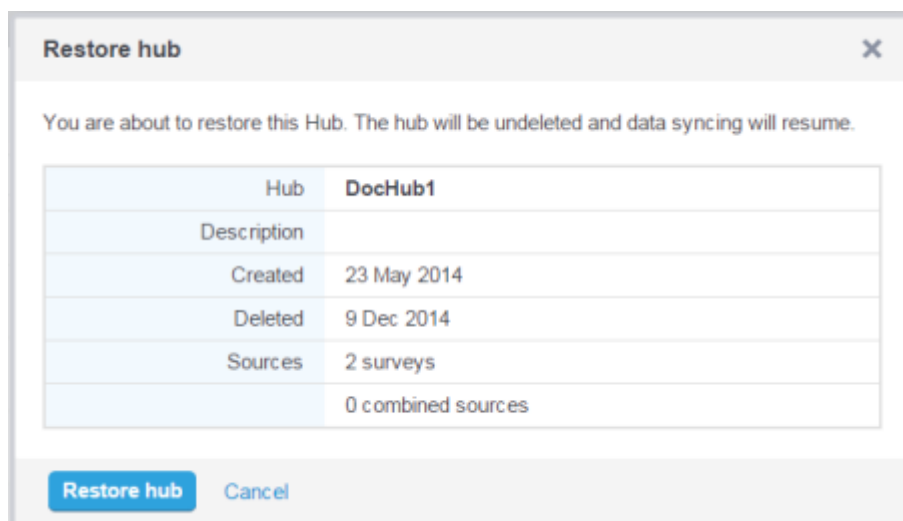 Restore hub
You are about to restore this Hub. The hub will be undeleted and data syncing will resume.
Hub DocHub1
Description
Created 23 May 2014
Deleted 9 Dec 2014
Sources 2 surveys
0 combined sources
Restore hub Cancel